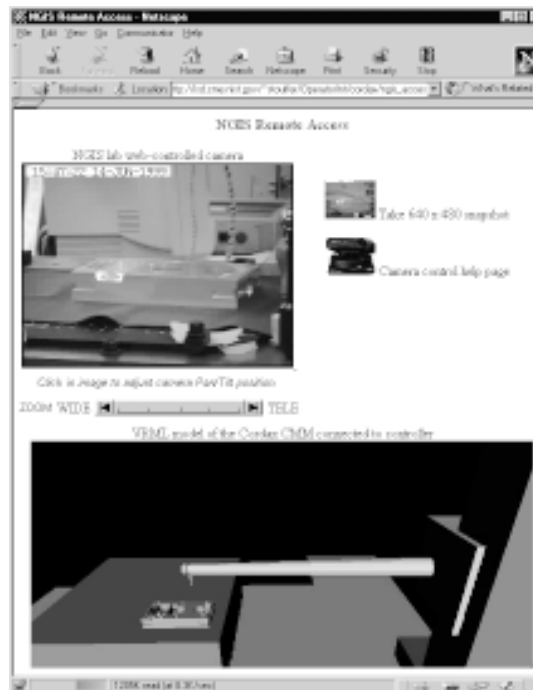 NGIS Remote Access - Netscape
File Edit View Go Communicator Help
Back Reload Home Search Netscape Print Security Stop
Bookmarks Location What's Related
NGIS Remote Access
NGIS lab web-controlled camera
14-JUN-1999
Take 640 x 480 snapshot
Camera control help page
Click in image to adjust camera Pan/Tilt position
ZOOM WIDE TELE
VRML model of the Cordax CMM connected to controller